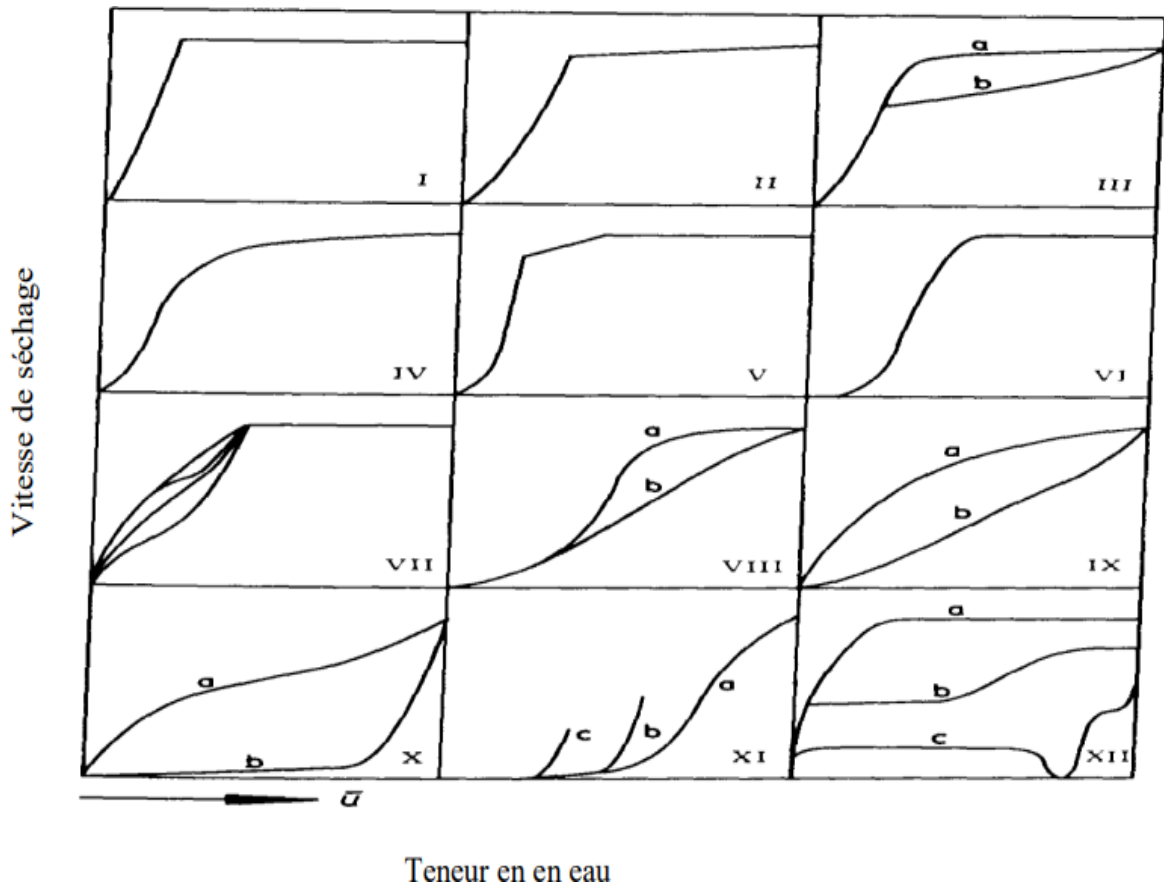 Vitesse de séchage
I
II
a
b
III
IV
V
VI
VII
a
b
VIII
a
b
IX
a
b
X
a
b
c
XI
a
b
c
XII
ū
Teneur en en eau